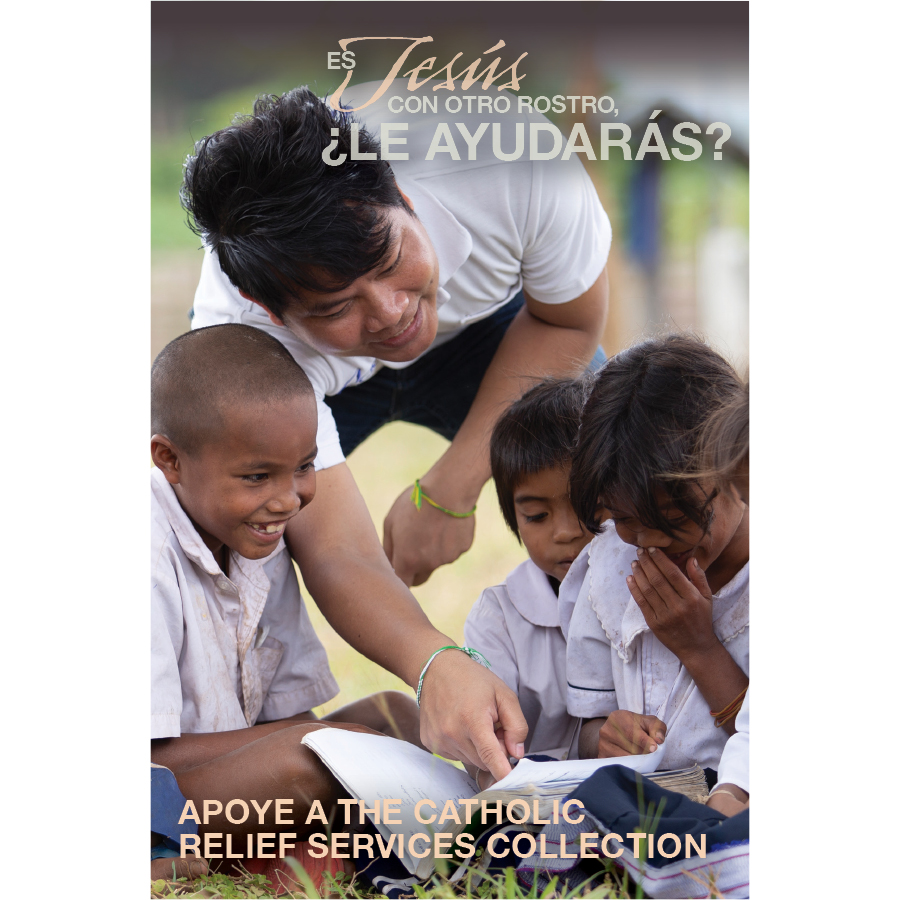 ES Jesús
CON OTRO ROSTRO,
¿LE AYUDARÁS?
APOYE A THE CATHOLIC
RELIEF SERVICES COLLECTION